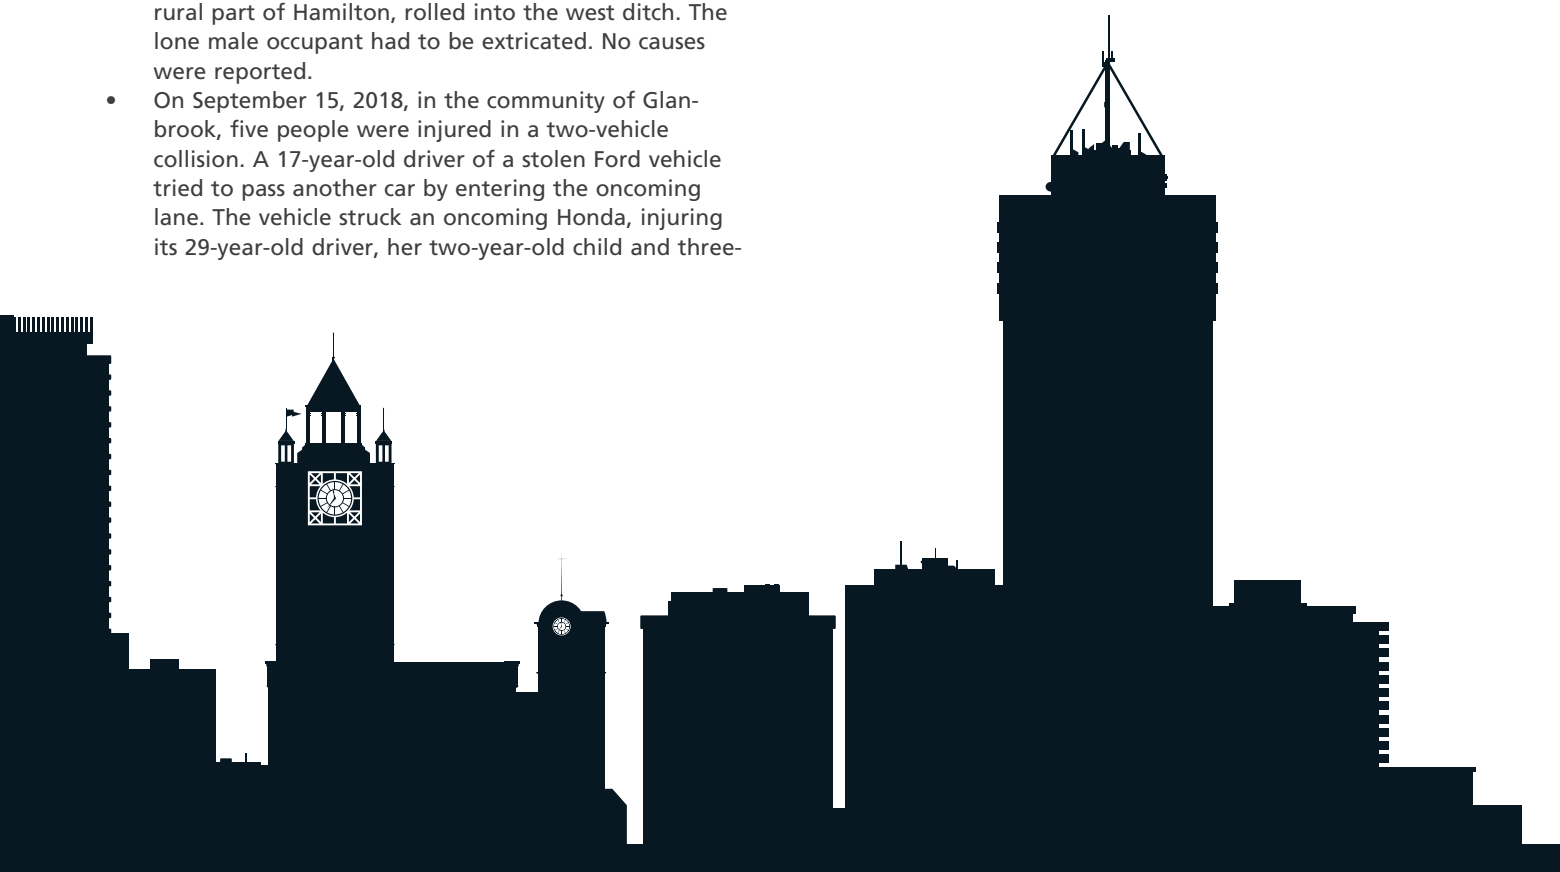 rural part of Hamilton, rolled into the west ditch. The
lone male occupant had to be extricated. No causes
were reported.
• On September 15, 2018, in the community of Glan-
brook, five people were injured in a two-vehicle
collision. A 17-year-old driver of a stolen Ford vehicle
tried to pass another car by entering the oncoming
lane. The vehicle struck an oncoming Honda, injuring
its 29-year-old driver, her two-year-old child and three-